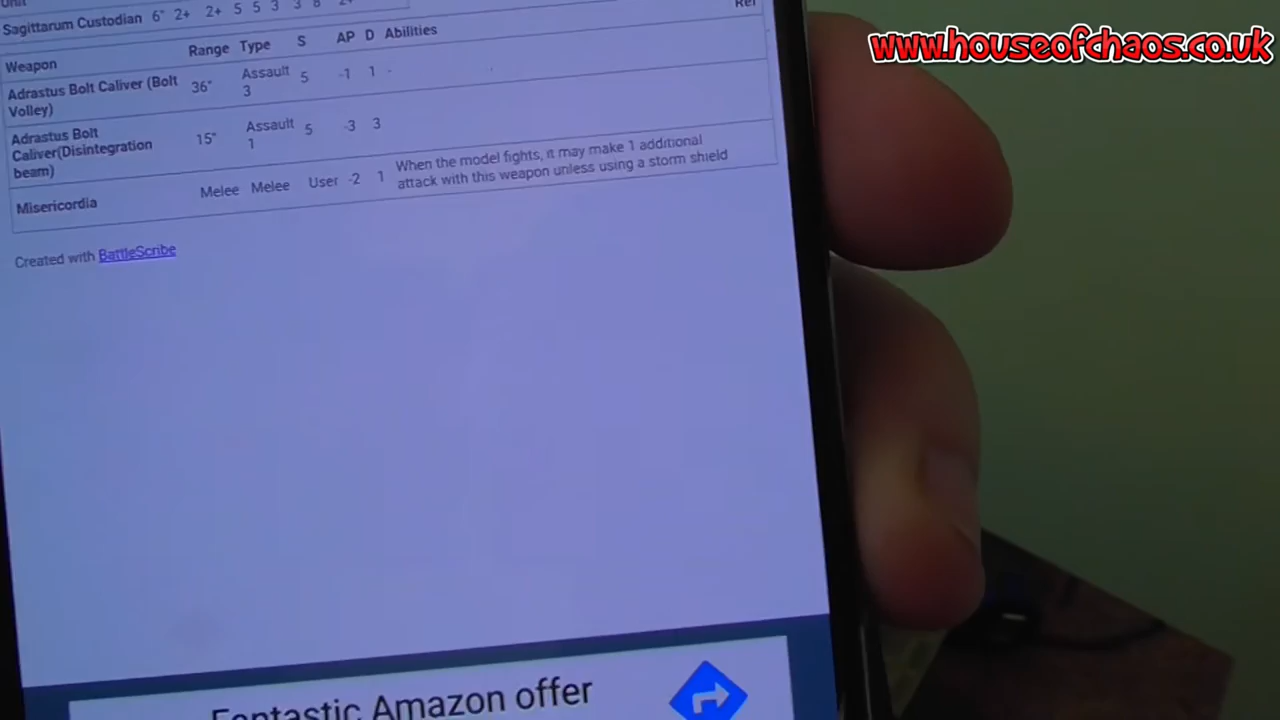 www.houseofchaos.co.uk
Unit
Sagittarum Custodian 6" 2+ 2+ 5 5 3 3 8 2+
Weapon Range Type S AP D Abilities Ref
Adrastus Bolt Caliver (Bolt
Volley) 36" Assault
3 5 -1 1 -
Adrastus Bolt
Caliver(Disintegration
beam) 15" Assault
1 5 -3 3
Misericordia Melee Melee User -2 1 When the model fights, it may make 1 additional
attack with this weapon unless using a storm shield
Created with BattleScribe
Fantastic Amazon offer